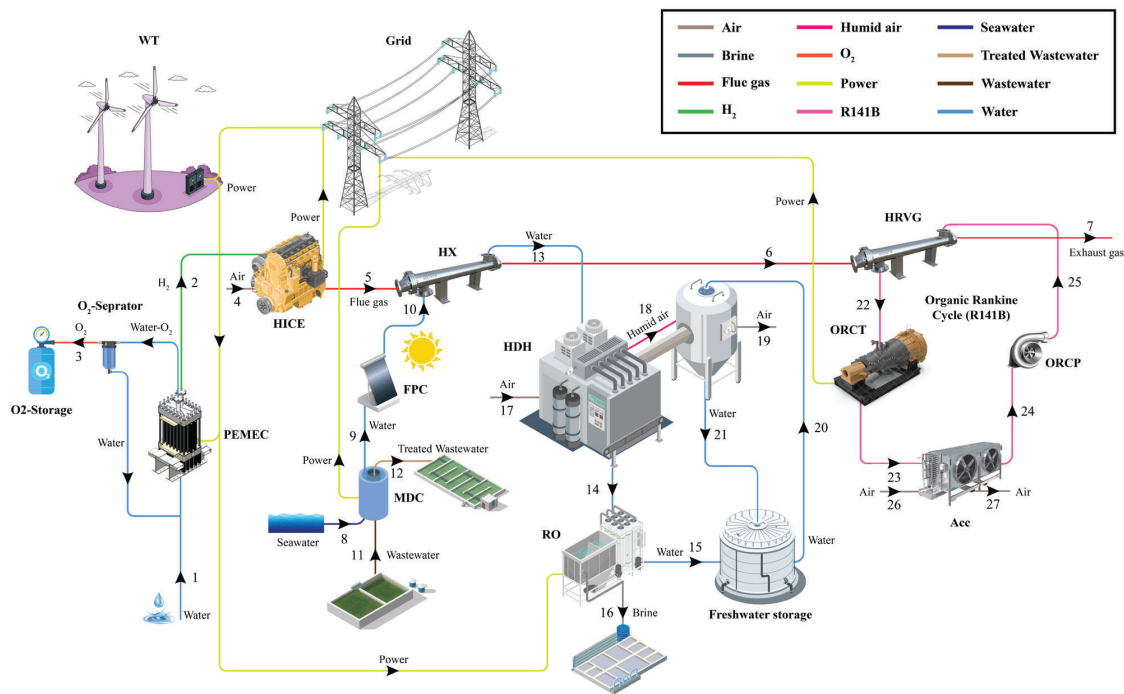 WT
Grid
Air
Brine
Flue gas
H₂
Humid air
O₂
Power
R141B
Seawater
Treated Wastewater
Wastewater
Water
Power
Power
Power
HX
Water
13
6
HRVG
7
Exhaust gas
H₂
2
Air
4
HICE
5
Flue gas
10
25
22
Organic Rankine
Cycle (R141B)
O₂-Seprator
O₂
3
Water-O₂
O₂
O2-Storage
FPC
18
Humid air
HDH
Air
19
Air
17
ORCT
ORCP
PEMEC
Water
9
Water
Power
Treated Wastewater
12
MDC
Water
21
20
24
23
Air
26
Air
27
Acc
Seawater
8
11
Wastewater
14
RO
Water
15
Water
Freshwater storage
1
Water
16
Brine
Power